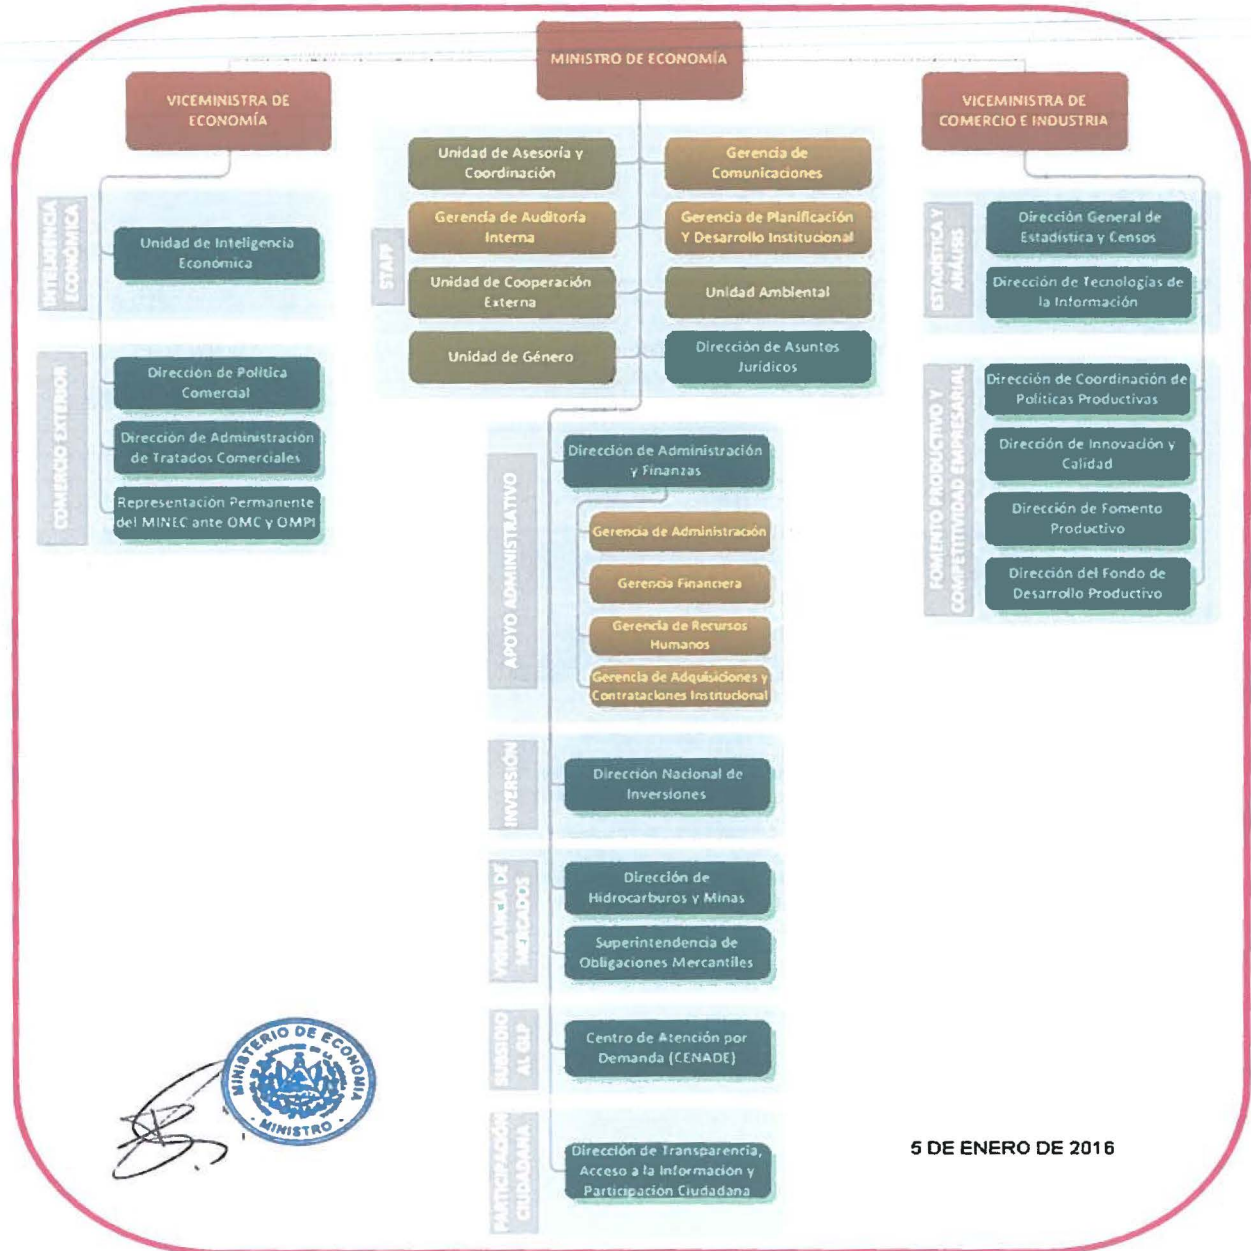 MINISTRO DE ECONOMÍA
VICEMINISTRA DE
ECONOMÍA
VICEMINISTRA DE
COMERCIO E INDUSTRIA
INTELIGENCIA
ECONÓMICA
Unidad de Inteligencia
Económica
COMERCIO EXTERIOR
Dirección de Política
Comercial
Dirección de Administración
de Tratados Comerciales
Representación Permanente
del MINEC ante OMC y OMPI
STAFF
Unidad de Asesoría y
Coordinación
Gerencia de
Comunicaciones
Gerencia de Auditoría
Interna
Gerencia de Planificación
Y Desarrollo Institucional
Unidad de Cooperación
Externa
Unidad Ambiental
Unidad de Género
Dirección de Asuntos
Jurídicos
APOYO ADMINISTRATIVO
Dirección de Administración
y Finanzas
Gerencia de Administración
Gerencia Financiera
Gerencia de Recursos
Humanos
Gerencia de Adquisiciones y
Contrataciones Institucional
INVERSIÓN
Dirección Nacional de
Inversiones
VIGILANCIA DE
MERCADOS
Dirección de
Hidrocarburos y Minas
Superintendencia de
Obligaciones Mercantiles
SUBSIDIO
AL GLP
Centro de Atención por
Demanda (CENADE)
PARTICIPACIÓN
CIUDADANA
Dirección de Transparencia,
Acceso a la Información y
Participación Ciudadana
ESTADÍSTICA Y
ANÁLISIS
Dirección General de
Estadística y Censos
Dirección de Tecnologías de
la Información
FOMENTO PRODUCTIVO Y
COMPETITIVIDAD EMPRESARIAL
Dirección de Coordinación de
Políticas Productivas
Dirección de Innovación y
Calidad
Dirección de Fomento
Productivo
Dirección del Fondo de
Desarrollo Productivo
MINISTERIO DE ECONOMIA
MINISTRO
5 DE ENERO DE 2016